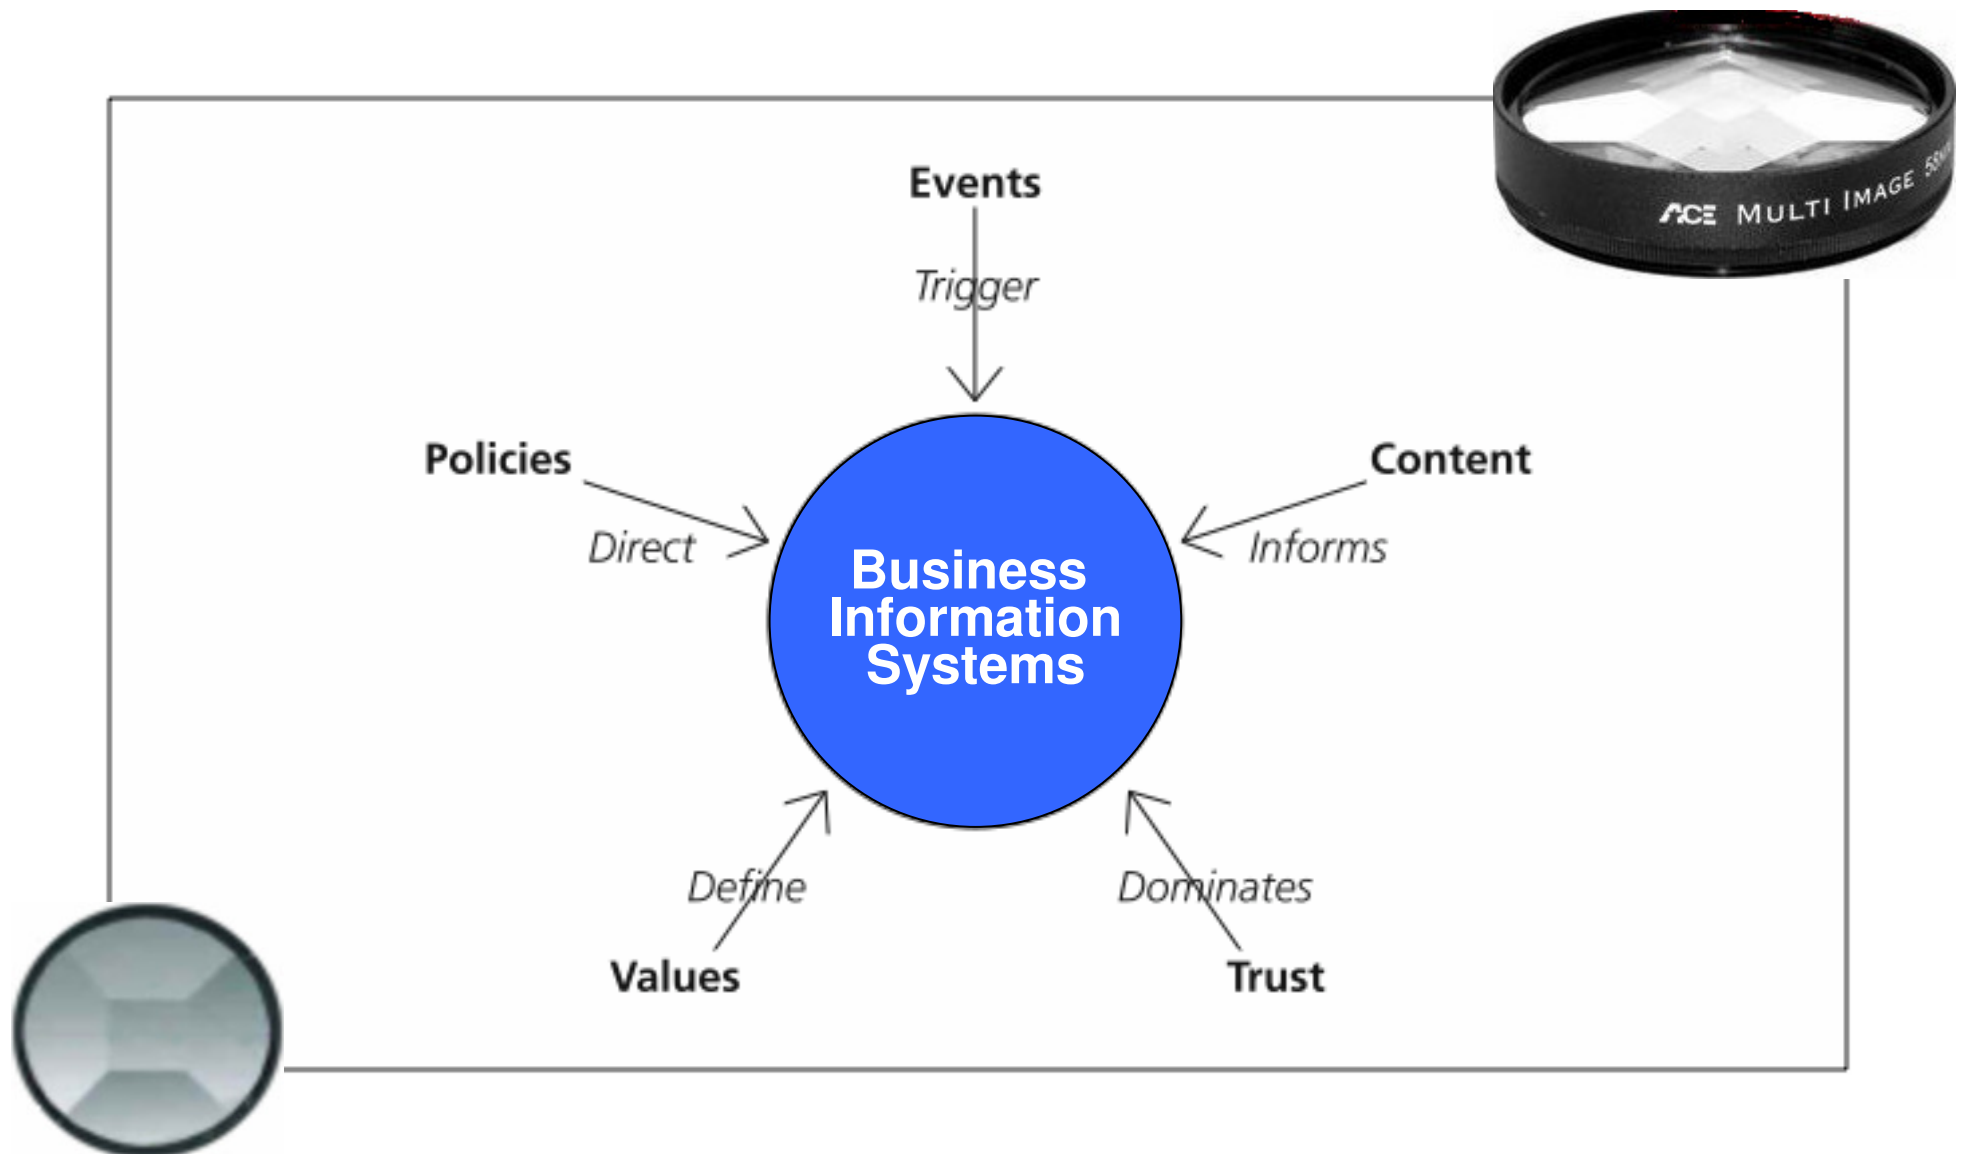 ACE MULTI IMAGE
Events
Trigger
Policies
Content
Direct
Informs
Business
Information
Systems
Define
Dominates
Values
Trust